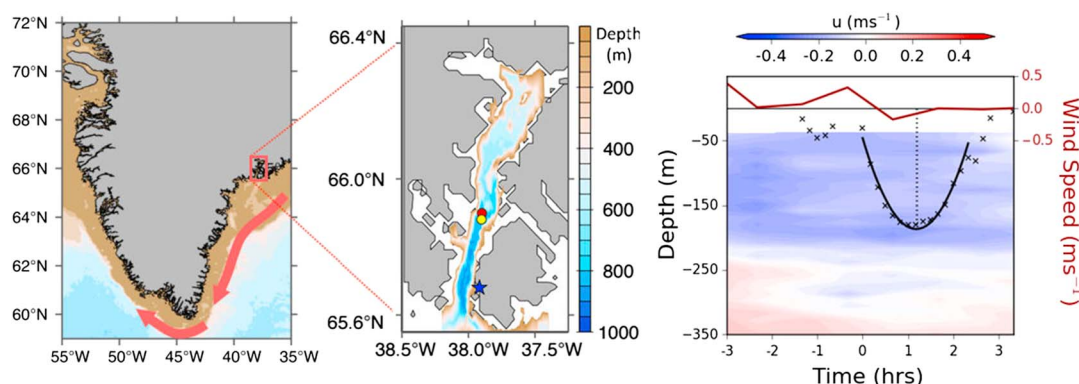 72°N
70°N
68°N
66°N
64°N
62°N
60°N
55°W 50°W 45°W 40°W 35°W
66.4°N
66.0°N
65.6°N
38.5°W 38.0°W 37.5°W
Depth
(m)
200
400
600
800
1000
u (ms⁻¹)
-0.4 -0.2 0.0 0.2 0.4
Depth (m)
−50
−150
−250
−350
-3 -2 -1 0 1 2 3
Time (hrs)
0.5
0.0
−0.5
Wind Speed (ms⁻¹)